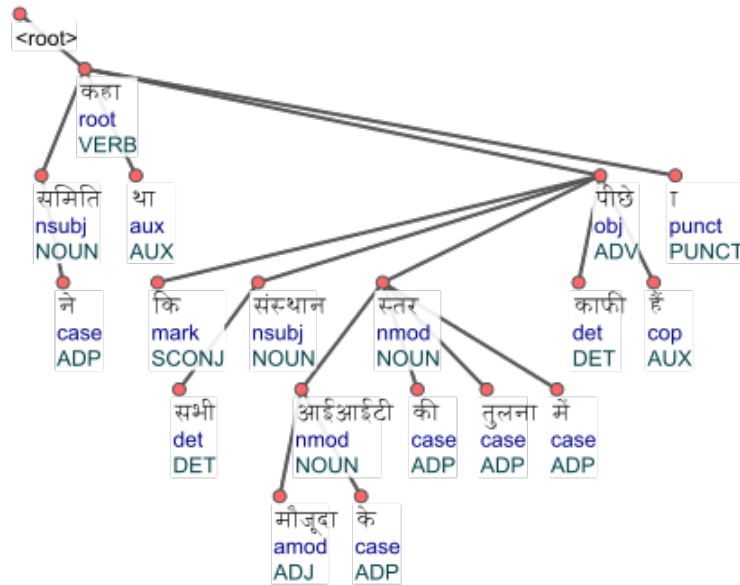 <root>
कहा
root
VERB
समिति
nsubj
NOUN
था
aux
AUX
पीछे
obj
ADV
।
punct
PUNCT
ने
case
ADP
कि
mark
SCONJ
संस्थान
nsubj
NOUN
स्तर
nmod
NOUN
काफी
det
DET
हैं
cop
AUX
सभी
det
DET
आईआईटी
nmod
NOUN
की
case
ADP
तुलना
case
ADP
में
case
ADP
मौजूदा
amod
ADJ
के
case
ADP